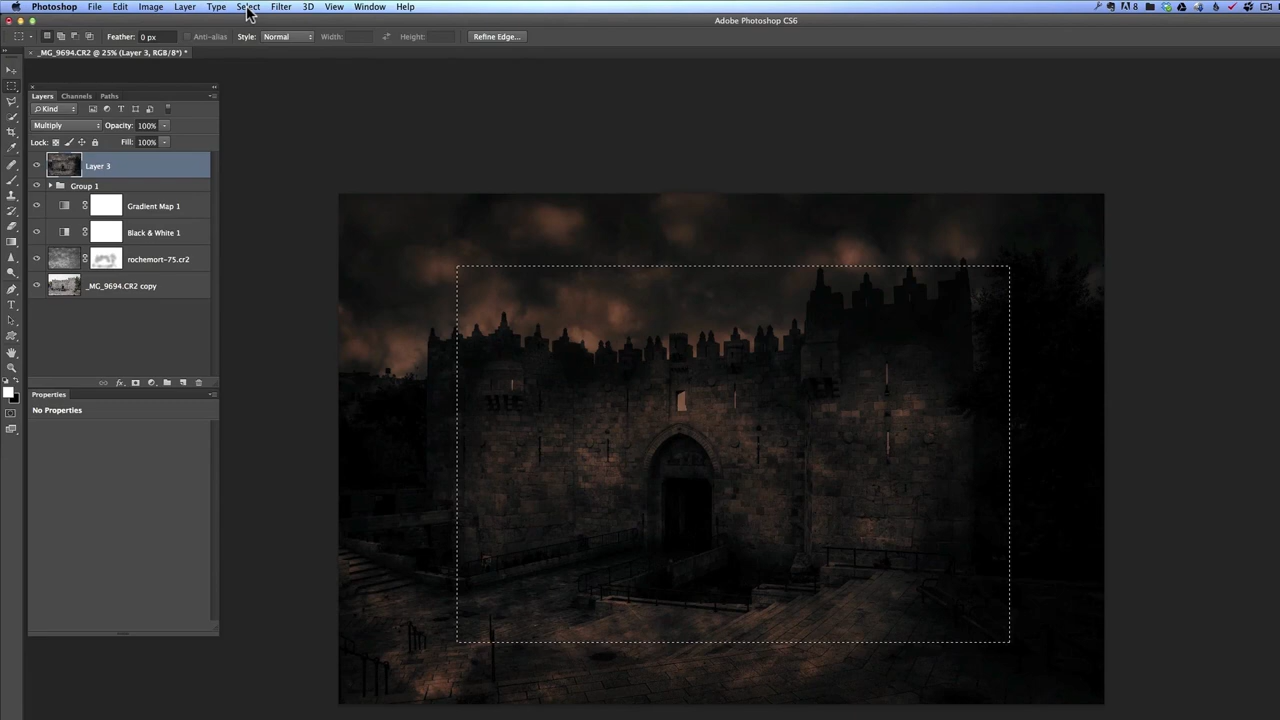 Photoshop File Edit Image Layer Type Select Filter 3D View Window Help 8
Adobe Photoshop CS6
Feather: 0 px Anti-alias Style: Normal Width: Height: Refine Edge...
× _MG_9694.CR2 @ 25% (Layer 3, RGB/8*) *
Layers Channels Paths
Kind
Multiply Opacity: 100%
Lock: Fill: 100%
Layer 3
Group 1
Gradient Map 1
Black & White 1
rochemort-75.cr2
_MG_9694.CR2 copy
fx
Properties
No Properties